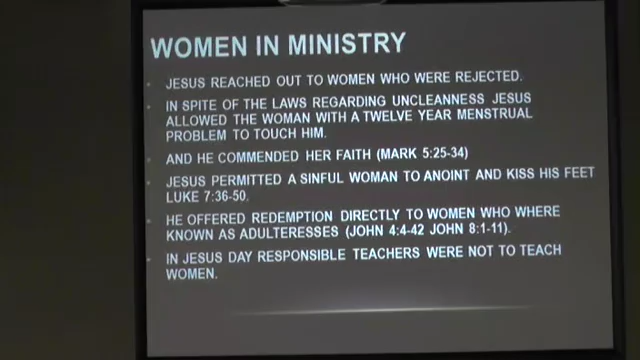 WOMEN IN MINISTRY
JESUS REACHED OUT TO WOMEN WHO WERE REJECTED.
IN SPITE OF THE LAWS REGARDING UNCLEANNESS JESUS
ALLOWED THE WOMAN WITH A TWELVE YEAR MENSTRUAL
PROBLEM TO TOUCH HIM.
AND HE COMMENDED HER FAITH (MARK 5:25-34)
JESUS PERMITTED A SINFUL WOMAN TO ANOINT AND KISS HIS FEET
LUKE 7:36-50.
HE OFFERED REDEMPTION DIRECTLY TO WOMEN WHO WHERE
KNOWN AS ADULTERESSES (JOHN 4:4-42 JOHN 8:1-11).
IN JESUS DAY RESPONSIBLE TEACHERS WERE NOT TO TEACH
WOMEN.